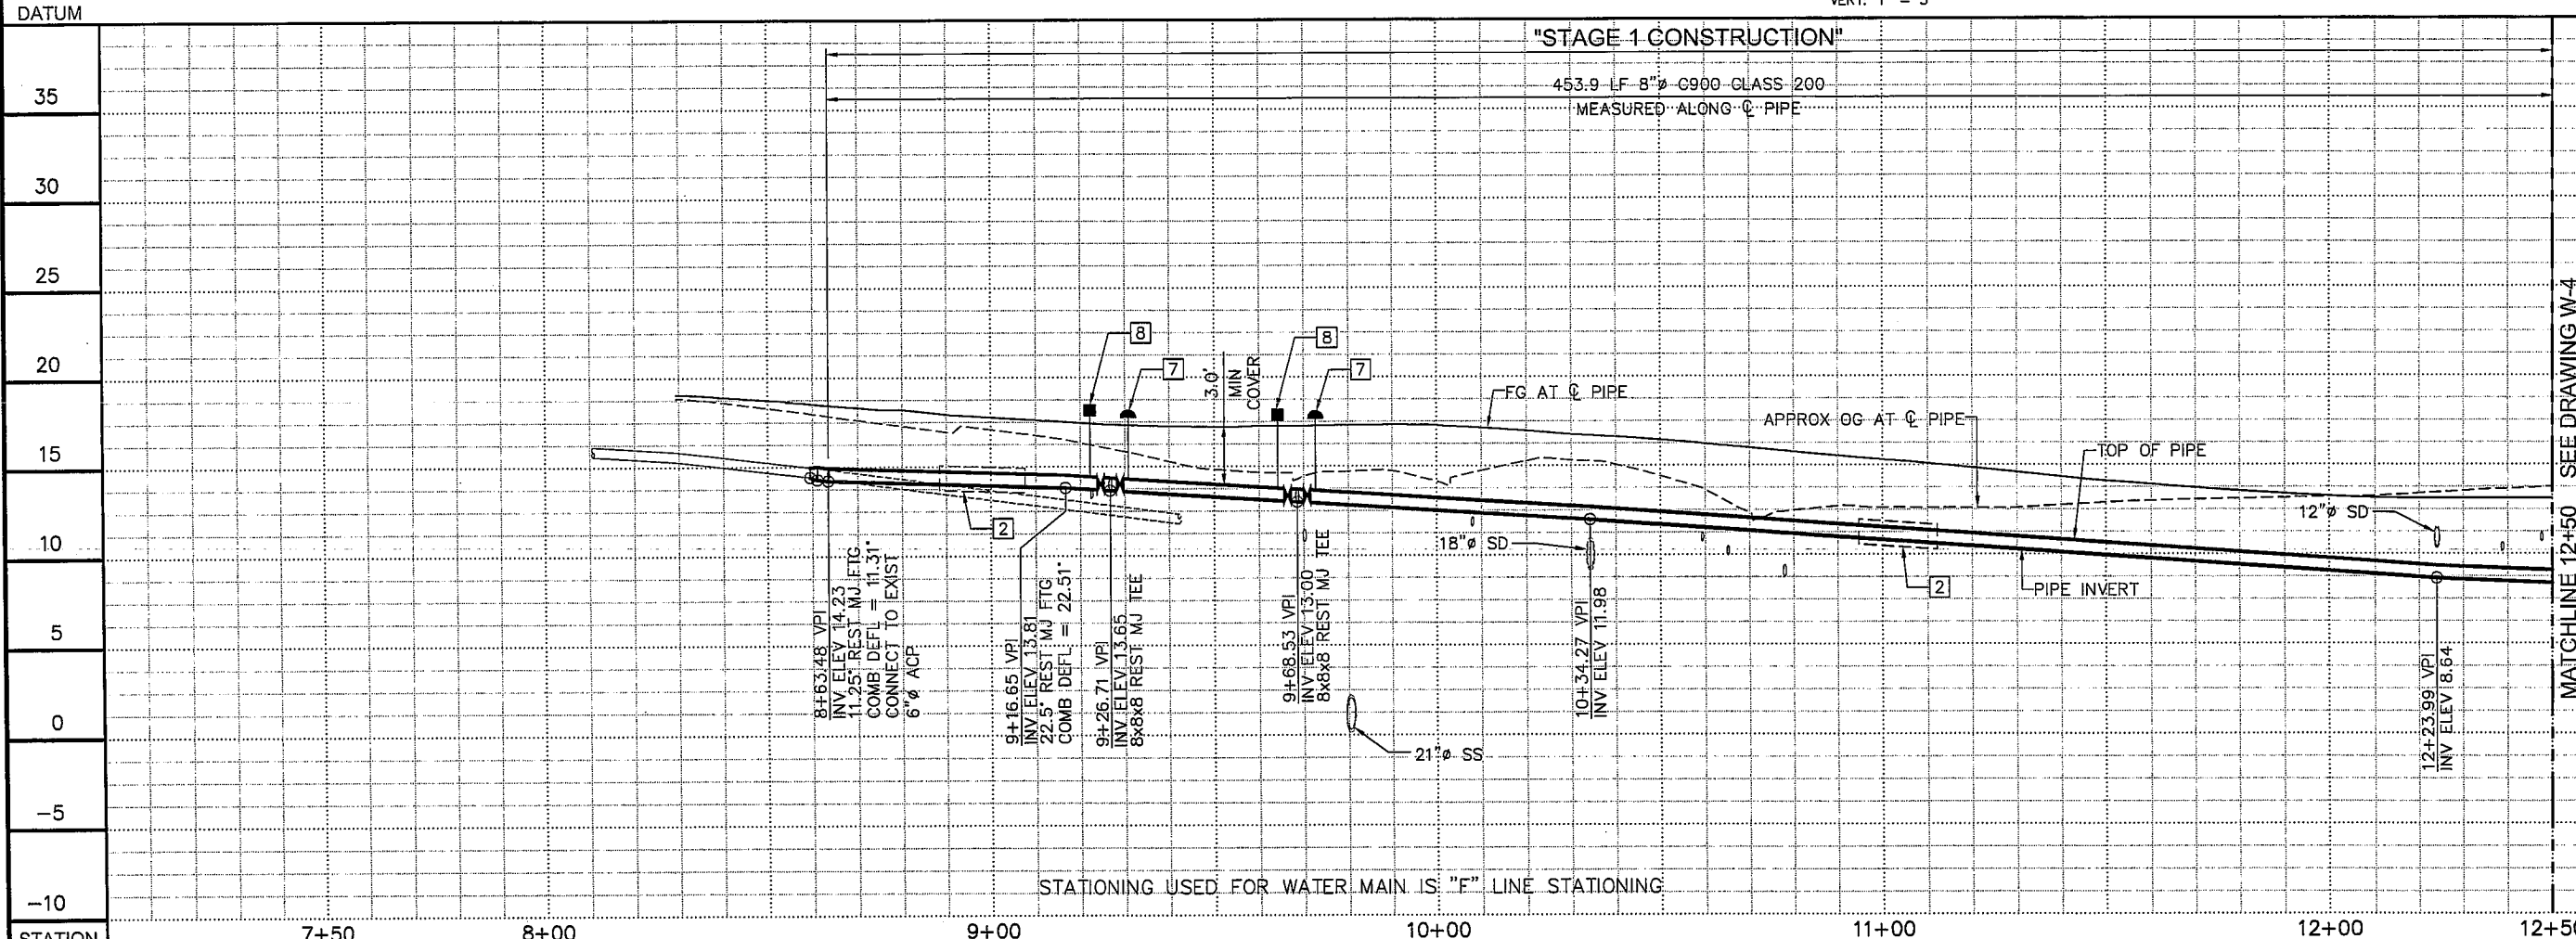 DATUM
"STAGE 1 CONSTRUCTION"
453.9 LF 8"ø C900 CLASS 200
MEASURED ALONG ℄ PIPE
35
30
25
20
15
10
5
0
-5
-10
8
7
8
7
3.0'
MIN
COVER
FG AT ℄ PIPE
APPROX OG AT ℄ PIPE
TOP OF PIPE
12"ø SD
18"ø SD
2
2
PIPE INVERT
21"ø SS
8+63.48 VPI
INV ELEV 14.23
11.25° REST MJ FTG
COMB DEFL = 11.31°
CONNECT TO EXIST
6"ø ACP
9+16.65 VPI
INV ELEV 13.81
22.5° REST MJ FTG
COMB DEFL = 22.51°
9+26.71 VPI
INV ELEV 13.65
8x8x8 REST MJ TEE
9+68.53 VPI
INV ELEV 13.00
8x8x8 REST MJ TEE
10+34.27 VPI
INV ELEV 11.98
12+23.99 VPI
INV ELEV 8.64
MATCHLINE 12+50 SEE DRAWING W-4
STATIONING USED FOR WATER MAIN IS "F" LINE STATIONING
STATION
7+50
8+00
9+00
10+00
11+00
12+00
12+50